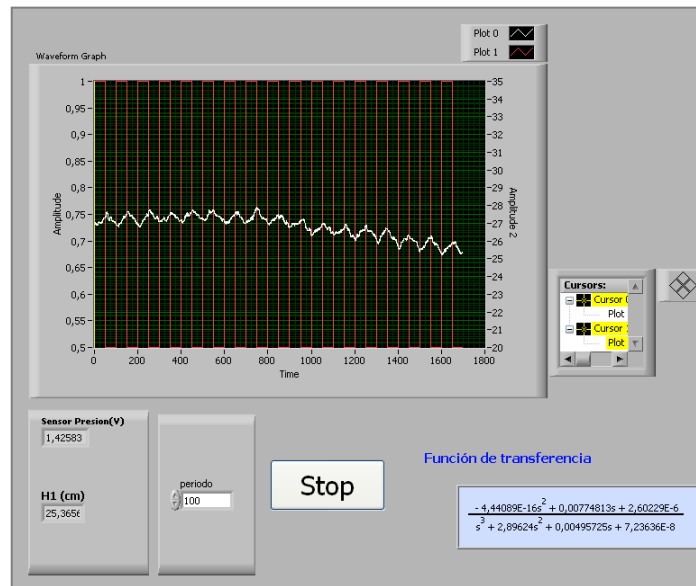 Plot 0
Plot 1
Waveform Graph
Amplitude
1
0,95
0,9
0,85
0,8
0,75
0,7
0,65
0,6
0,55
0,5
35
34
33
32
31
30
29
28
27
26
25
24
23
22
21
20
Amplitude 2
0 200 400 600 800 1000 1200 1400 1600 1800
Time
Cursors:
Cursor
Plot
Cursor
Plot
Sensor Presion(V)
1,42583
H1 (cm)
25,365
periodo
100
Stop
Función de transferencia
- 4,44089E-16s² + 0,00774813s + 2,60229E-6
s³ + 2,89624s² + 0,00495725s + 7,23636E-8